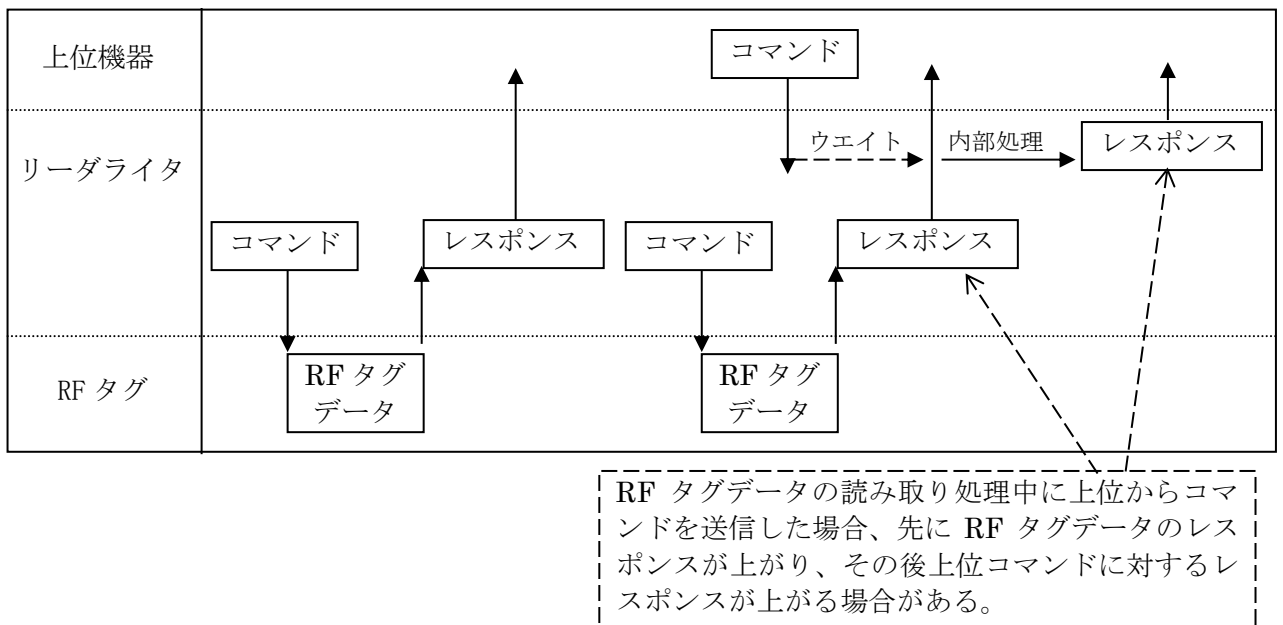 上位機器
コマンド
リーダライタ
ウエイト
内部処理
レスポンス
コマンド
レスポンス
コマンド
レスポンス
RF タグ
RF タグ
データ
RF タグ
データ
RF タグデータの読み取り処理中に上位からコマ
ンドを送信した場合、先に RF タグデータのレス
ポンスが上がり、その後上位コマンドに対するレ
スポンスが上がる場合がある。